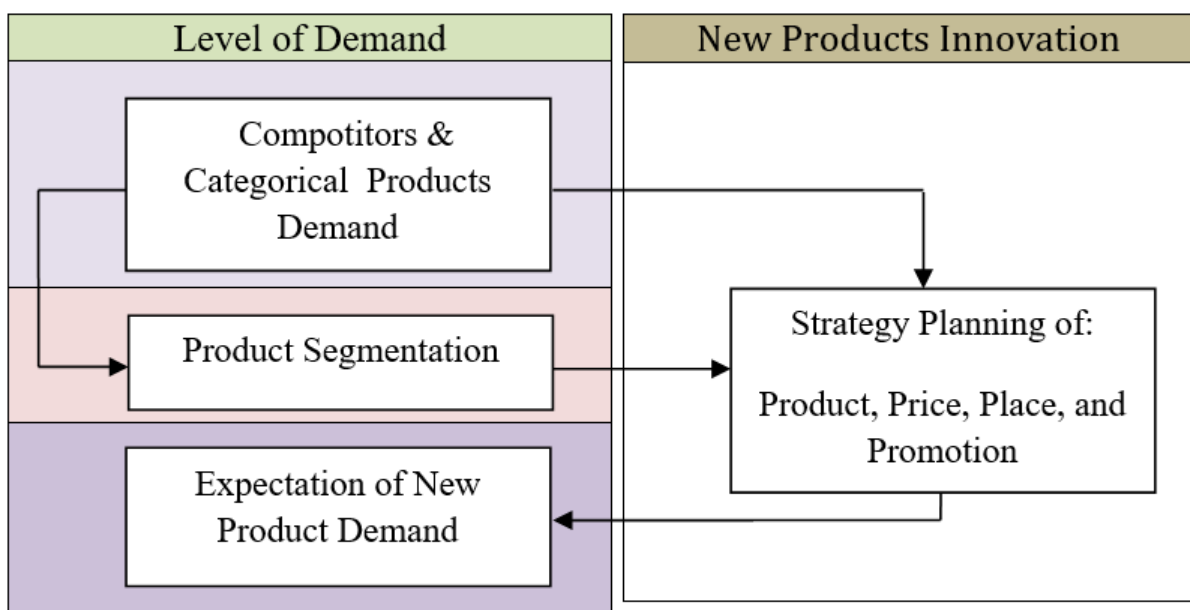 Level of Demand
New Products Innovation
Compotitors &
Categorical Products
Demand
Product Segmentation
Expectation of New
Product Demand
Strategy Planning of:
Product, Price, Place, and
Promotion